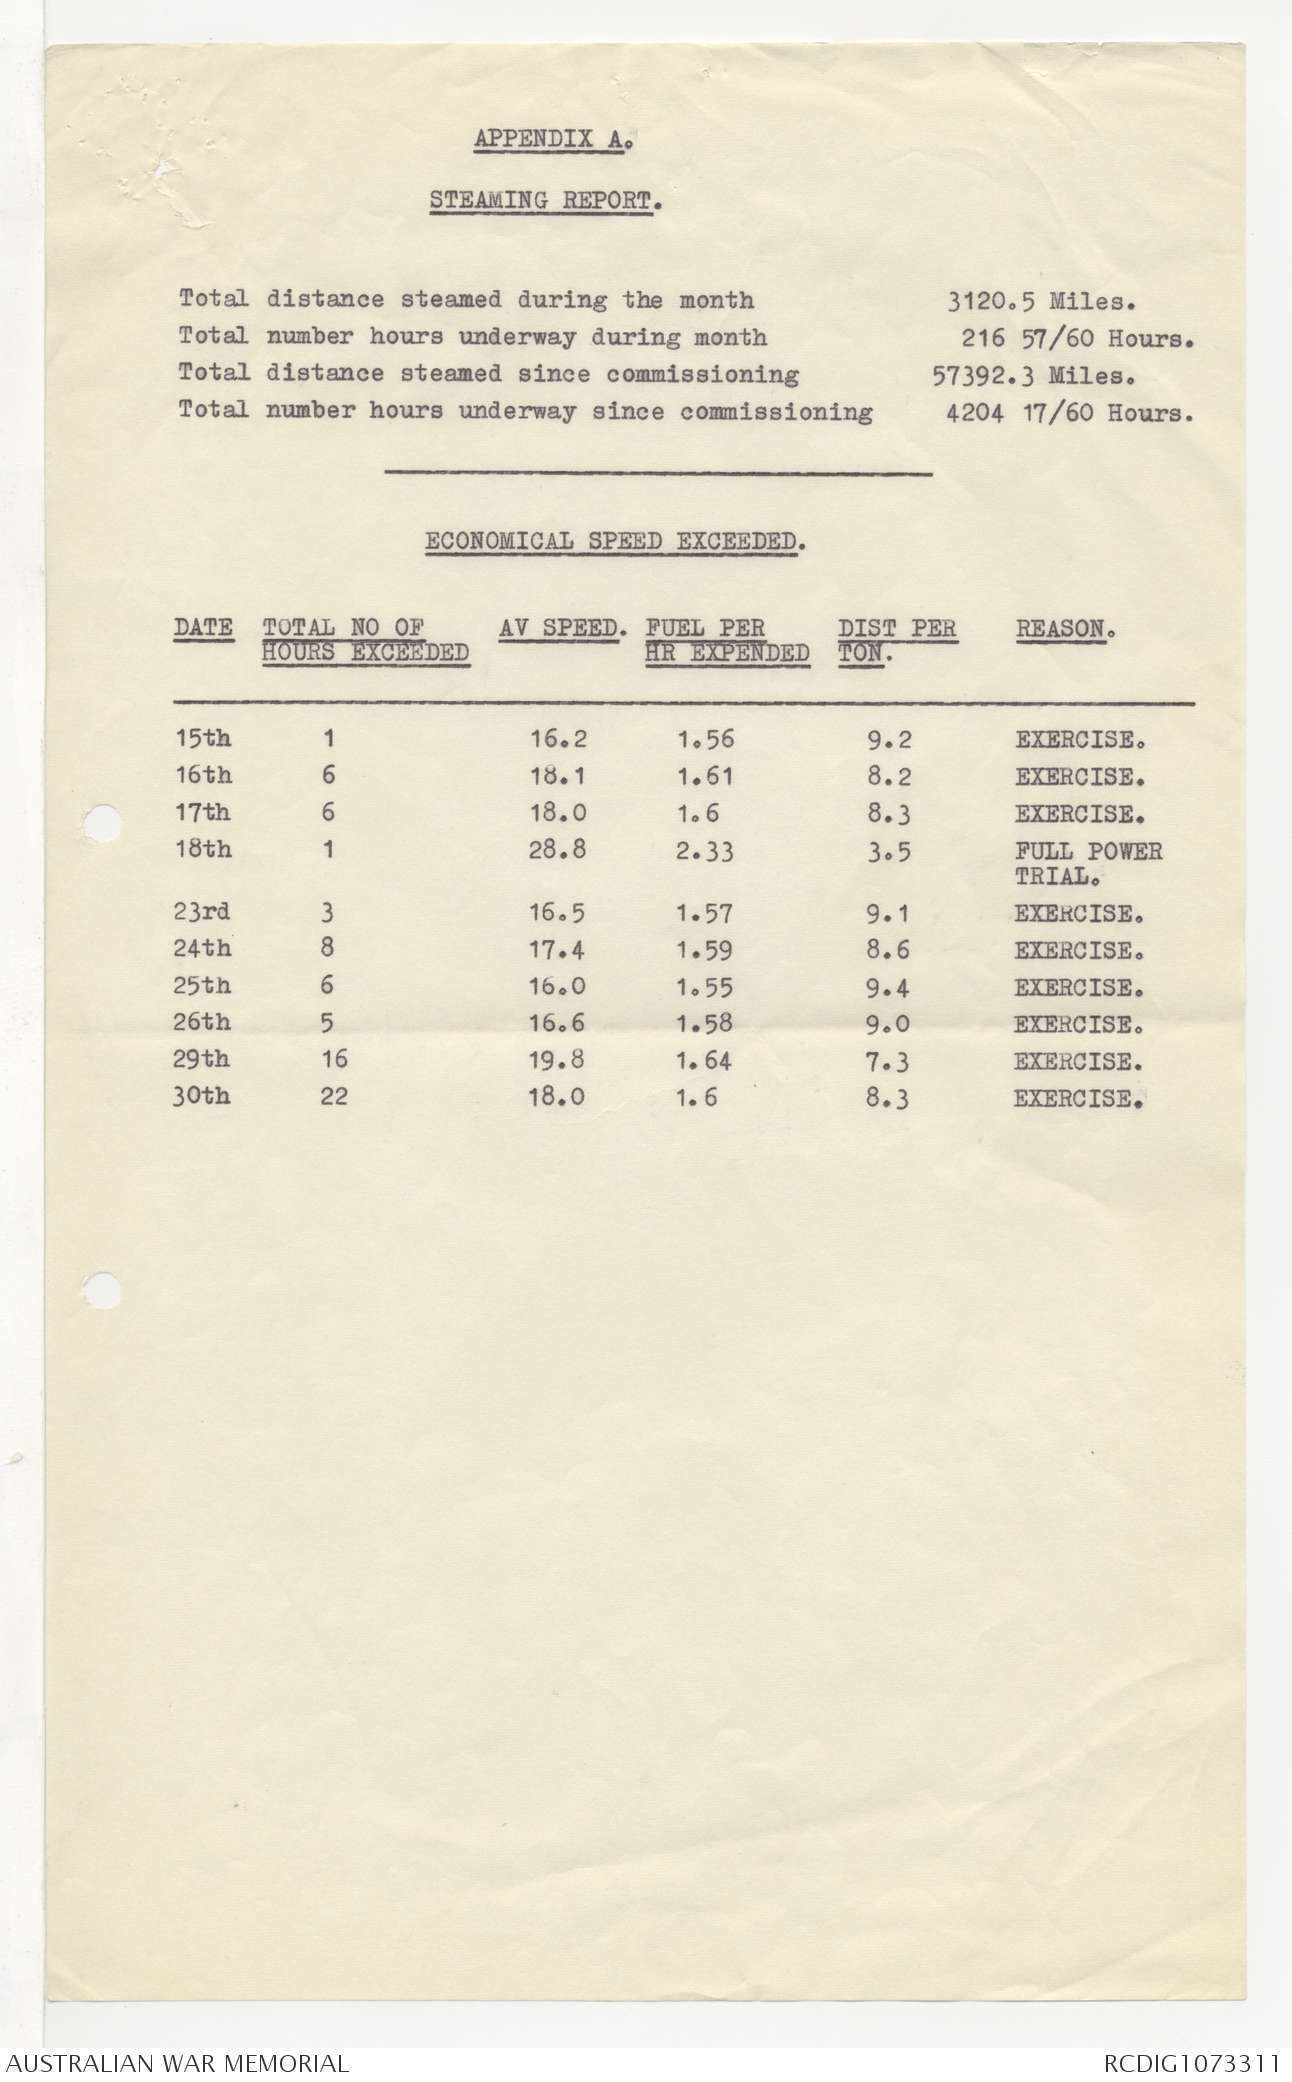 APPENDIX A.
STEAMING REPORT.
Total distance steamed during the month 3120.5 Miles.
Total number hours underway during month 216 57/60 Hours.
Total distance steamed since commissioning 57392.3 Miles.
Total number hours underway since commissioning 4204 17/60 Hours.
ECONOMICAL SPEED EXCEEDED.
DATE TOTAL NO OF AV SPEED. FUEL PER DIST PER REASON.
HOURS EXCEEDED HR EXPENDED TON.
15th 1 16.2 1.56 9.2 EXERCISE.
16th 6 18.1 1.61 8.2 EXERCISE.
17th 6 18.0 1.6 8.3 EXERCISE.
18th 1 28.8 2.33 3.5 FULL POWER
TRIAL.
23rd 3 16.5 1.57 9.1 EXERCISE.
24th 8 17.4 1.59 8.6 EXERCISE.
25th 6 16.0 1.55 9.4 EXERCISE.
26th 5 16.6 1.58 9.0 EXERCISE.
29th 16 19.8 1.64 7.3 EXERCISE.
30th 22 18.0 1.6 8.3 EXERCISE.
AUSTRALIAN WAR MEMORIAL RCDIG1073311